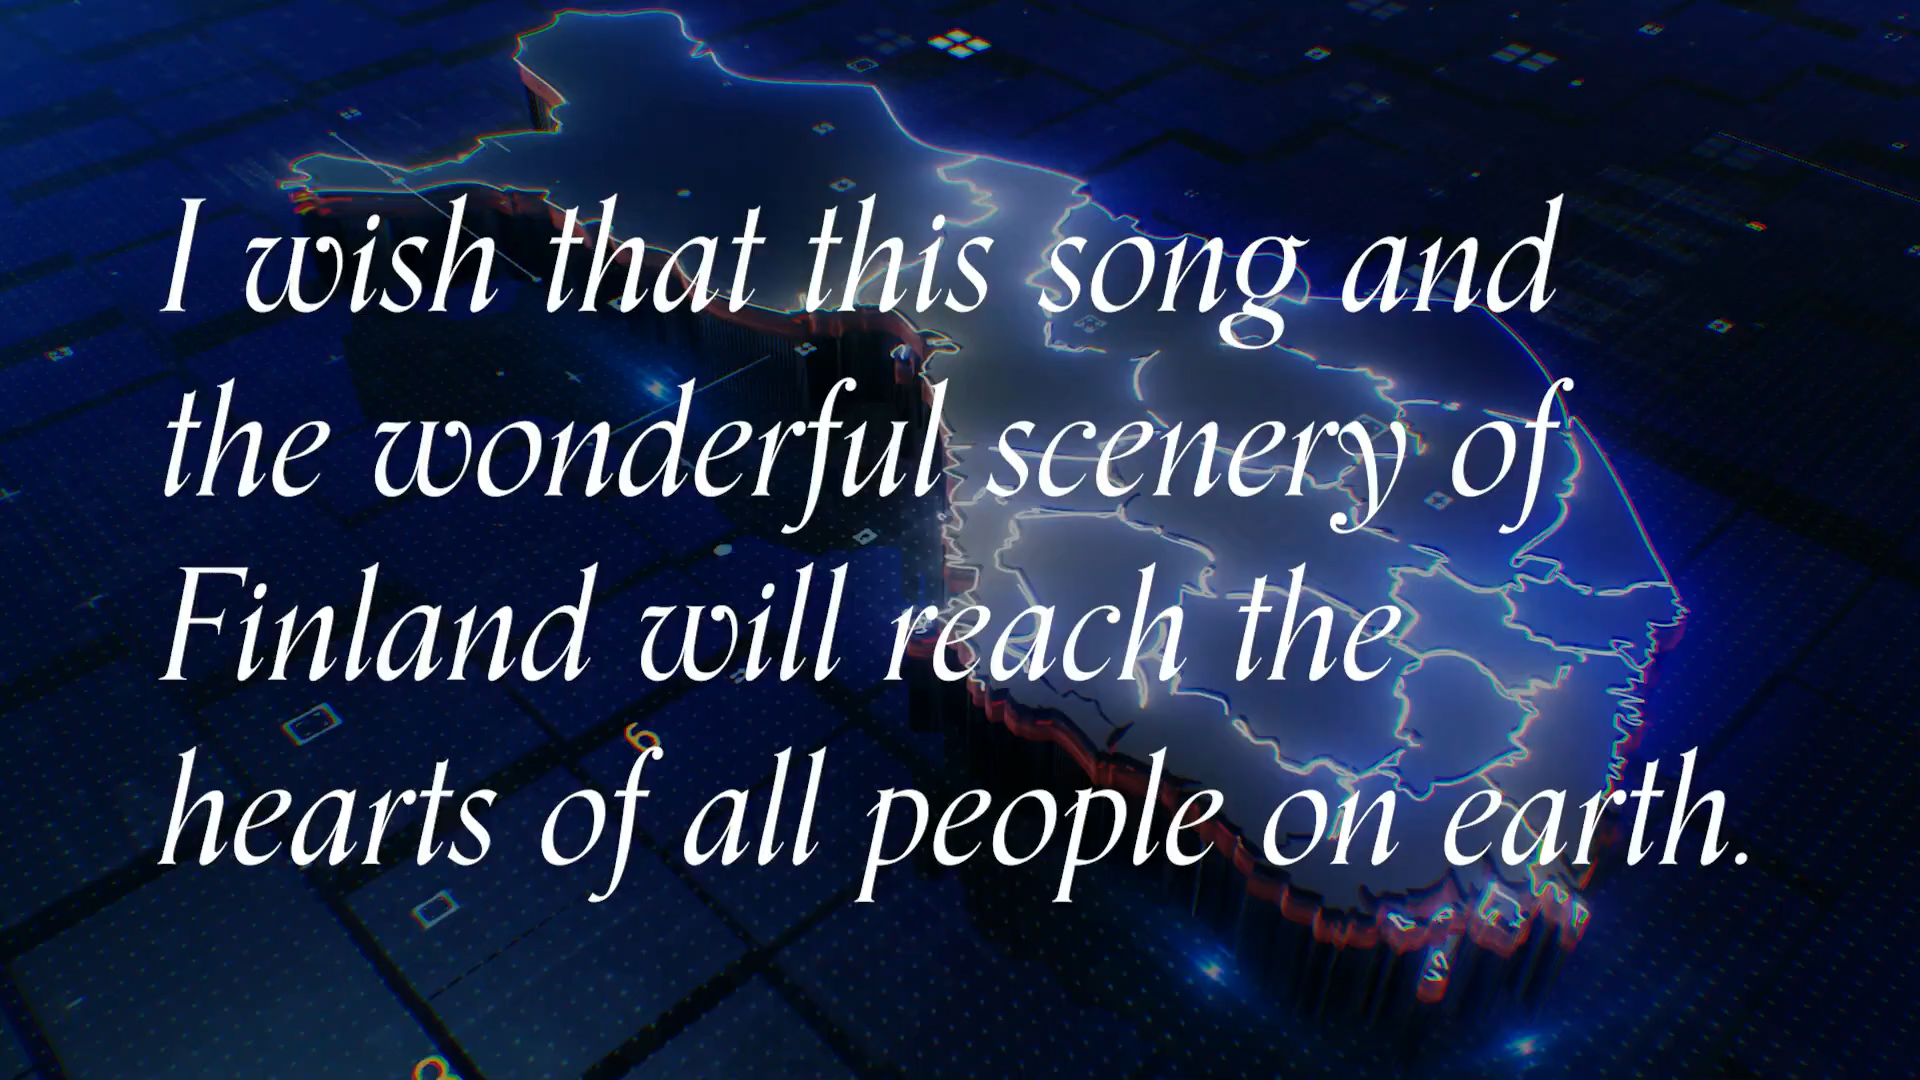 I wish that this song and
the wonderful scenery of
Finland will reach the
hearts of all people on earth.